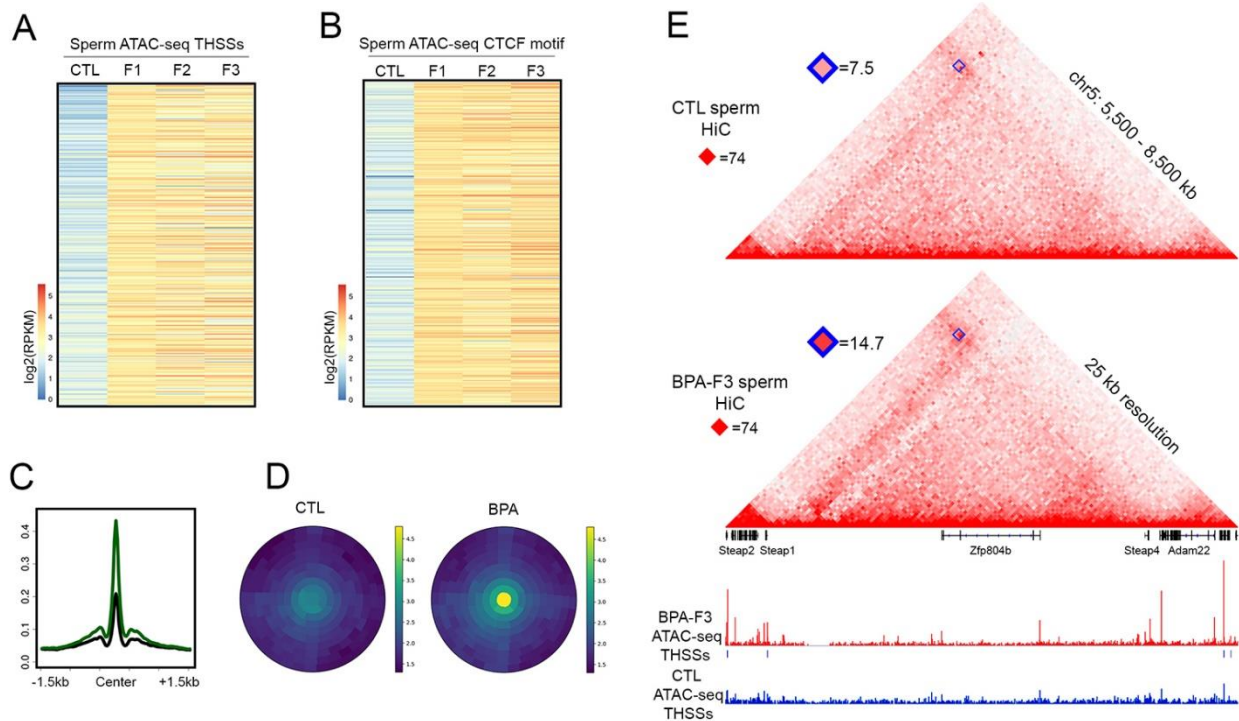 A
Sperm ATAC-seq THSSs
CTL F1 F2 F3
log2(RPKM)
5
4
3
2
1
0
B
Sperm ATAC-seq CTCF motif
CTL F1 F2 F3
log2(RPKM)
5
4
3
2
1
0
C
0.4
0.3
0.2
0.1
0.0
-1.5kb Center +1.5kb
D
CTL
4.5
4.0
3.5
3.0
2.5
2.0
1.5
BPA
4.5
4.0
3.5
3.0
2.5
2.0
1.5
E
=7.5
CTL sperm
HiC
=74
chr5: 5,500 - 8,500 kb
=14.7
BPA-F3 sperm
HiC
=74
25 kb resolution
Steap2 Steap1 Zfp804b Steap4 Adam22
BPA-F3
ATAC-seq
THSSs
CTL
ATAC-seq
THSSs